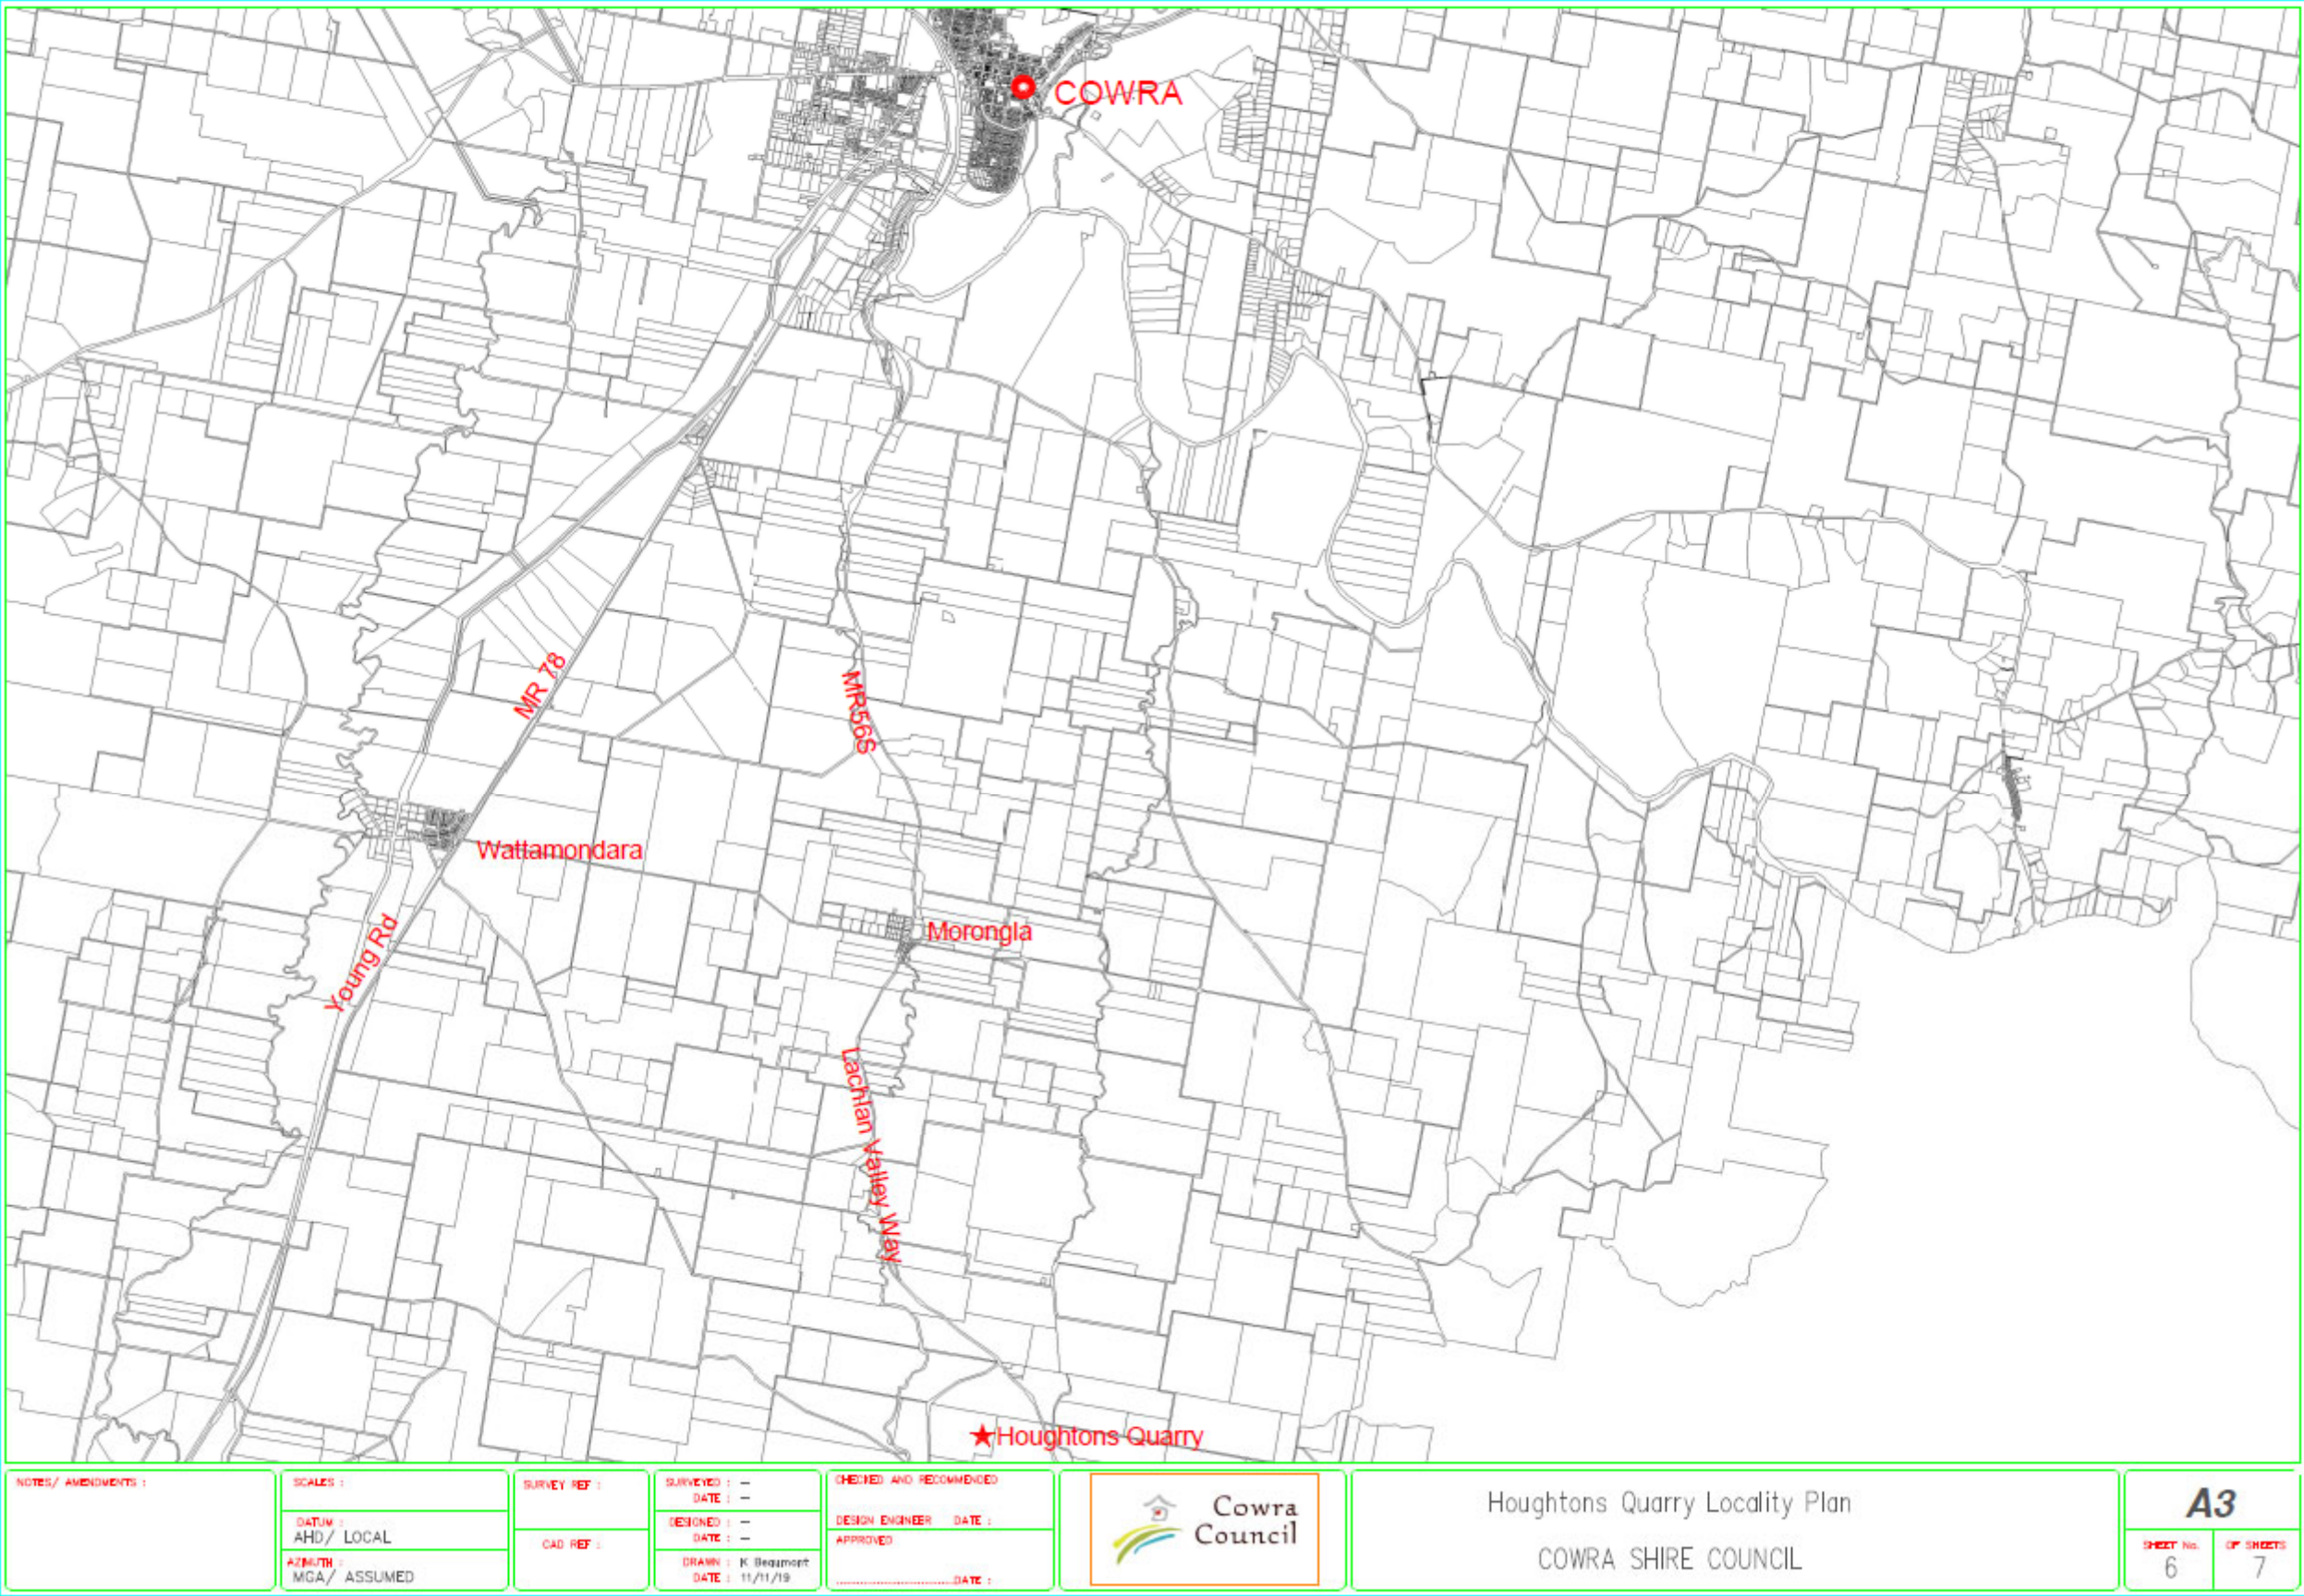 COWRA
MR 78
MR56S
Wattamondara
Morongla
Young Rd
Lachlan Valley Way
★Houghtons Quarry
NOTES/ AMENDMENTS :
SCALES :
DATUM :
AHD/ LOCAL
AZIMUTH :
MGA/ ASSUMED
SURVEY REF :
CAD REF :
SURVEYED : —
DATE : —
DESIGNED : —
DATE : —
DRAWN : K Beaumont
DATE : 11/11/19
CHECKED AND RECOMMENDED
DESIGN ENGINEER DATE :
APPROVED
DATE :
Cowra
Council
Houghtons Quarry Locality Plan
COWRA SHIRE COUNCIL
A3
SHEET No.
6
OF SHEETS
7